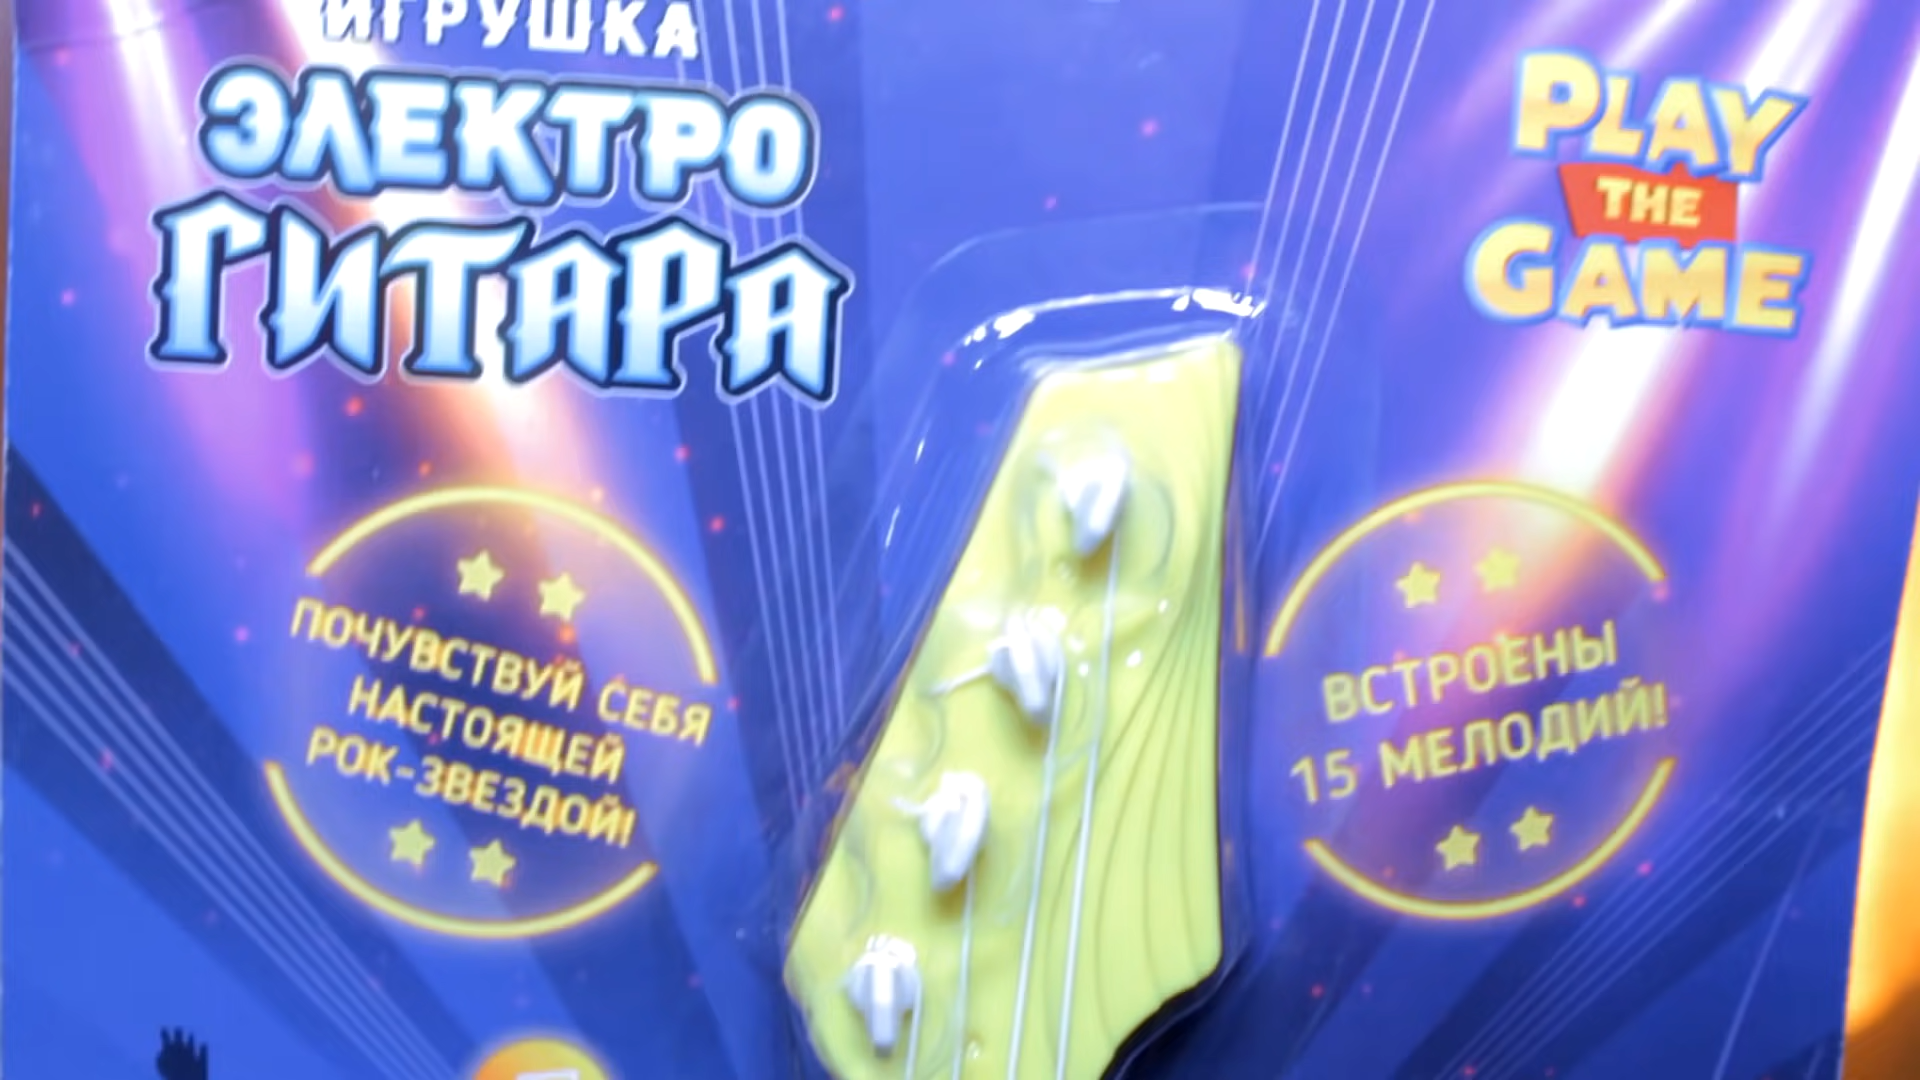 ИГРУШКА
ЭЛЕКТРО
ГИТАРА
PLAY
THE
GAME
ПОЧУВСТВУЙ СЕБЯ
НАСТОЯЩЕЙ
РОК-ЗВЕЗДОЙ!
ВСТРОЕНЫ
15 МЕЛОДИЙ!